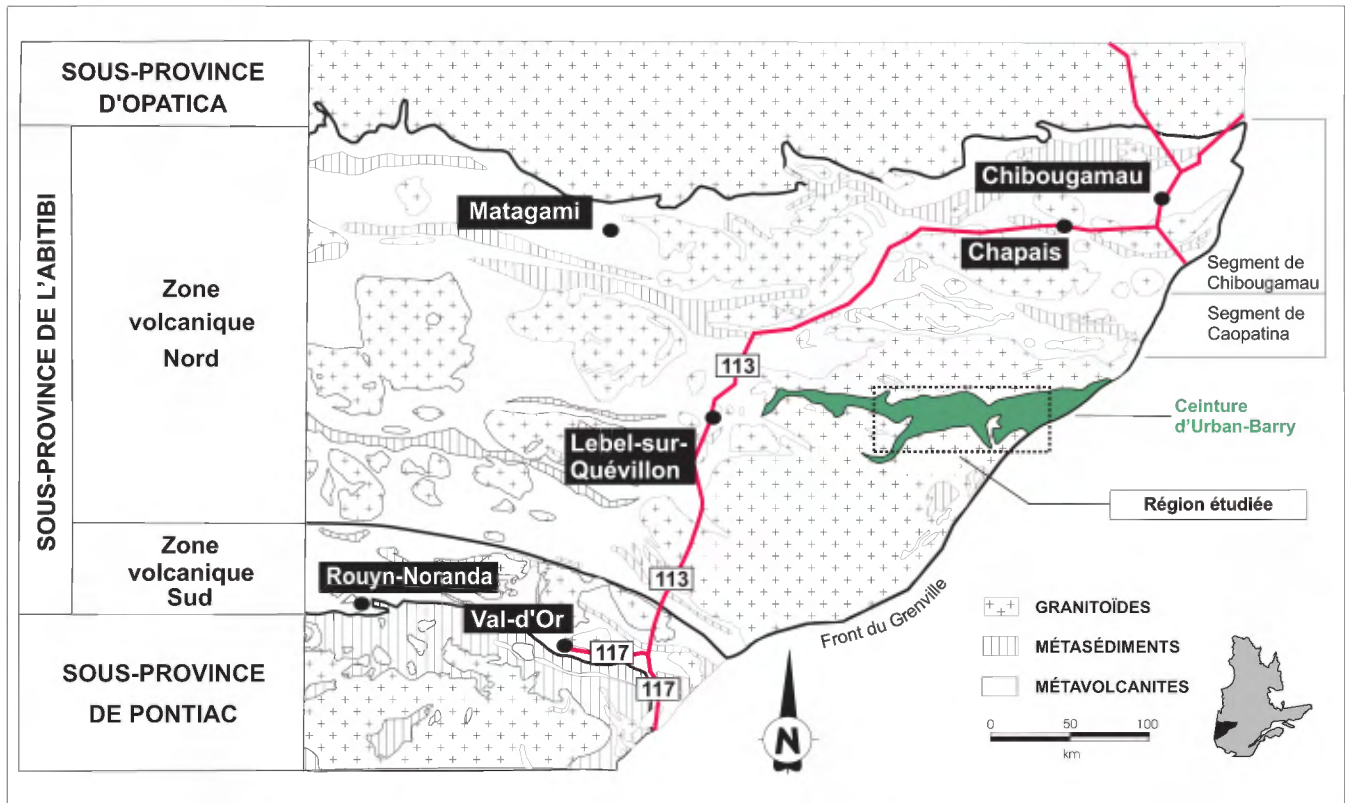 SOUS-PROVINCE
D'OPATICA
SOUS-PROVINCE DE L'ABITIBI
Zone
volcanique
Nord
Zone
volcanique
Sud
SOUS-PROVINCE
DE PONTIAC
Matagami
Chibougamau
Chapais
Segment de
Chibougamau
Segment de
Caopatina
113
Lebel-sur-
Quévillon
Ceinture
d'Urban-Barry
Région étudiée
113
Rouyn-Noranda
Val-d'Or
117
117
Front du Grenville
N
GRANITOÏDES
MÉTASÉDIMENTS
MÉTAVOLCANITES
0 50 100
km